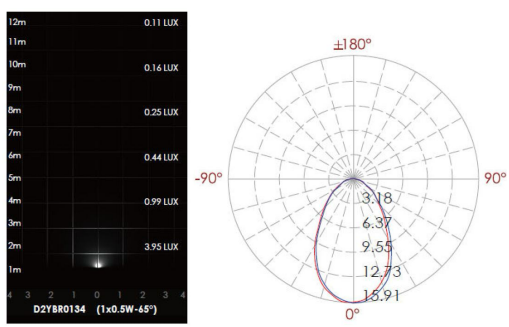 12m 0.11 LUX
11m
10m 0.16 LUX
9m
8m 0.25 LUX
7m
6m 0.44 LUX
5m
4m 0.99 LUX
3m
2m 3.95 LUX
1m
4 3 2 1 0 1 2 3 4
D2YBR0134 (1x0.5W-65°)
±180°
-90° 90°
3.18
6.37
9.55
12.73
15.91
0°